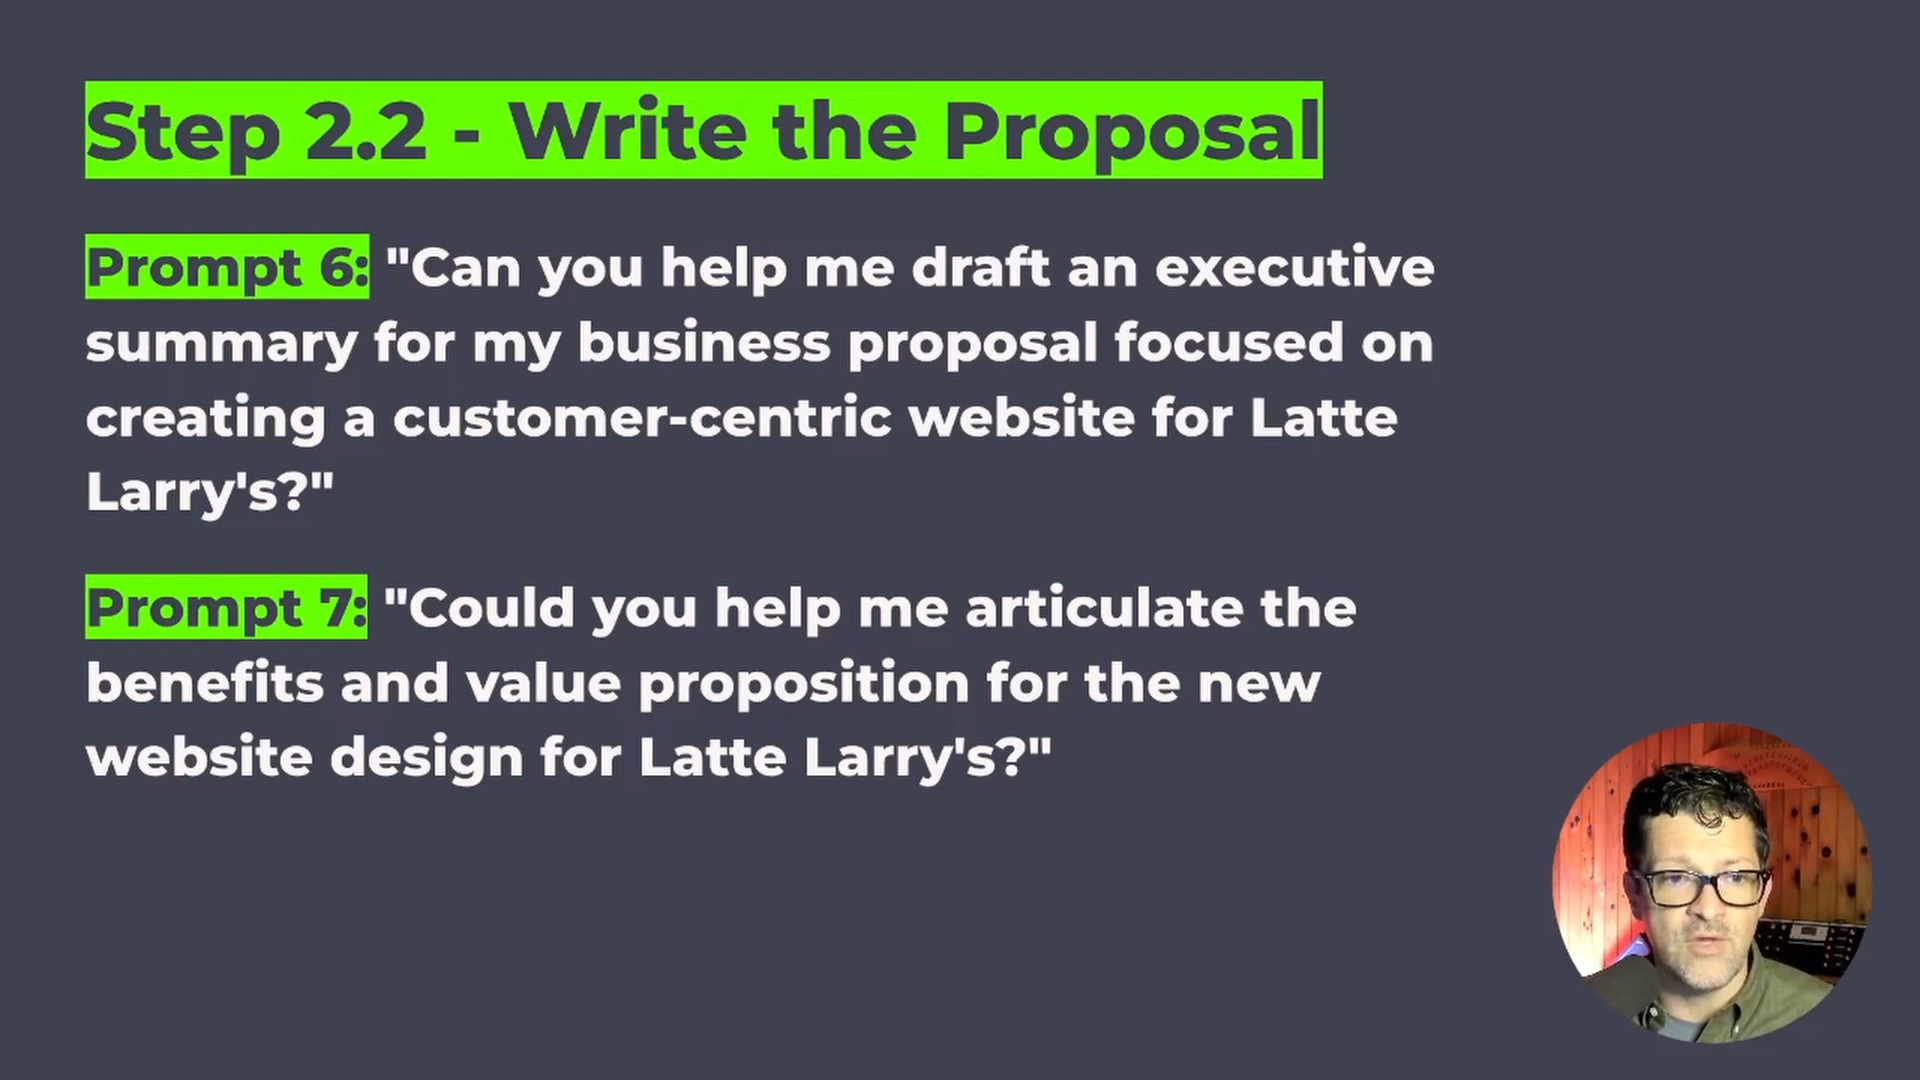 Step 2.2 - Write the Proposal
Prompt 6: "Can you help me draft an executive
summary for my business proposal focused on
creating a customer-centric website for Latte
Larry's?"
Prompt 7: "Could you help me articulate the
benefits and value proposition for the new
website design for Latte Larry's?"